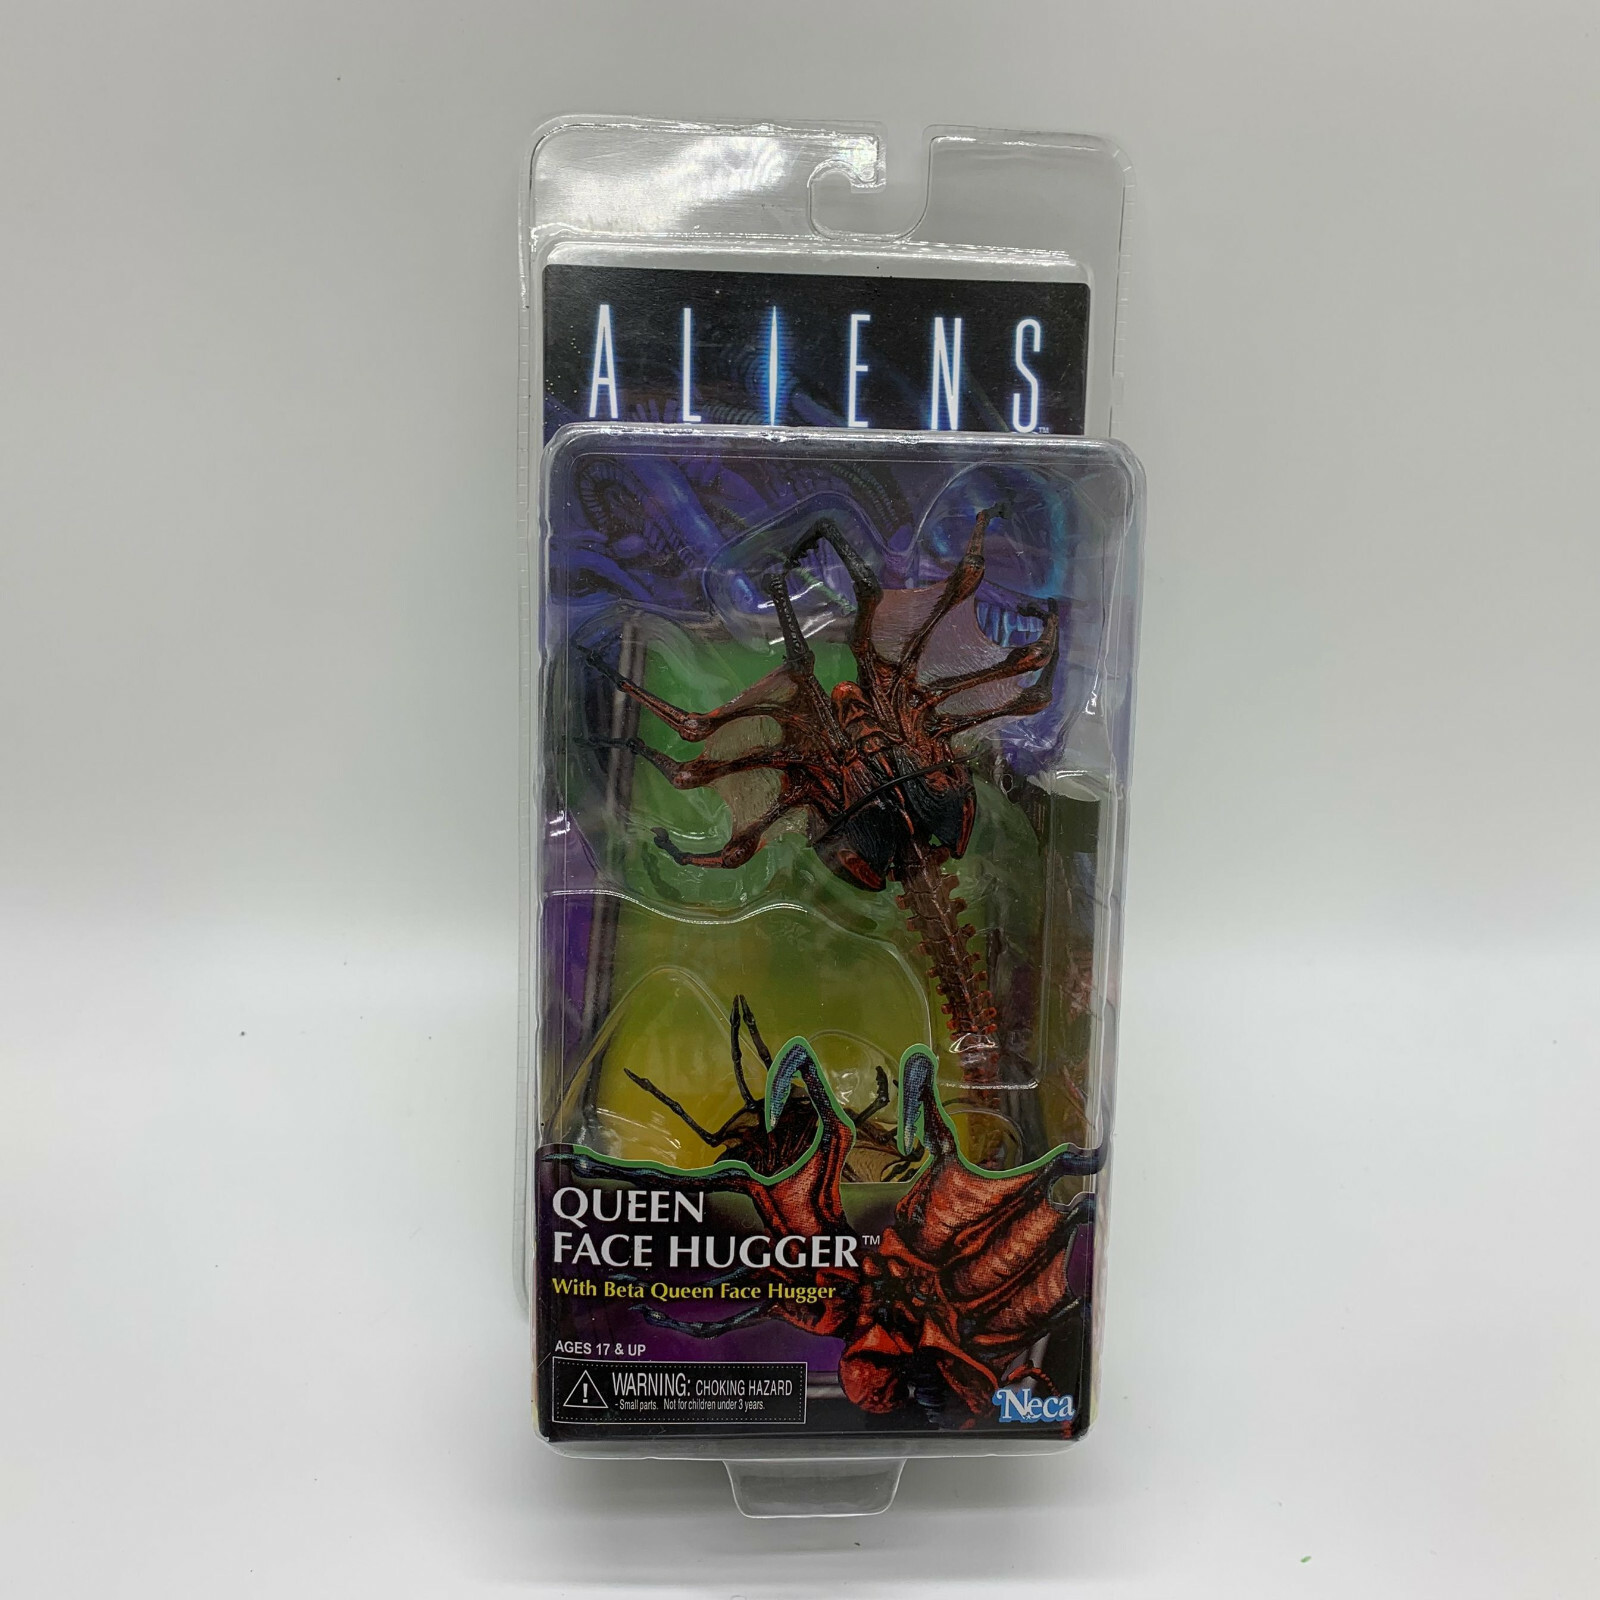 ALIENS™
QUEEN
FACE HUGGER™
With Beta Queen Face Hugger
AGES 17 & UP
WARNING: CHOKING HAZARD
- Small parts. Not for children under 3 years.
Neca